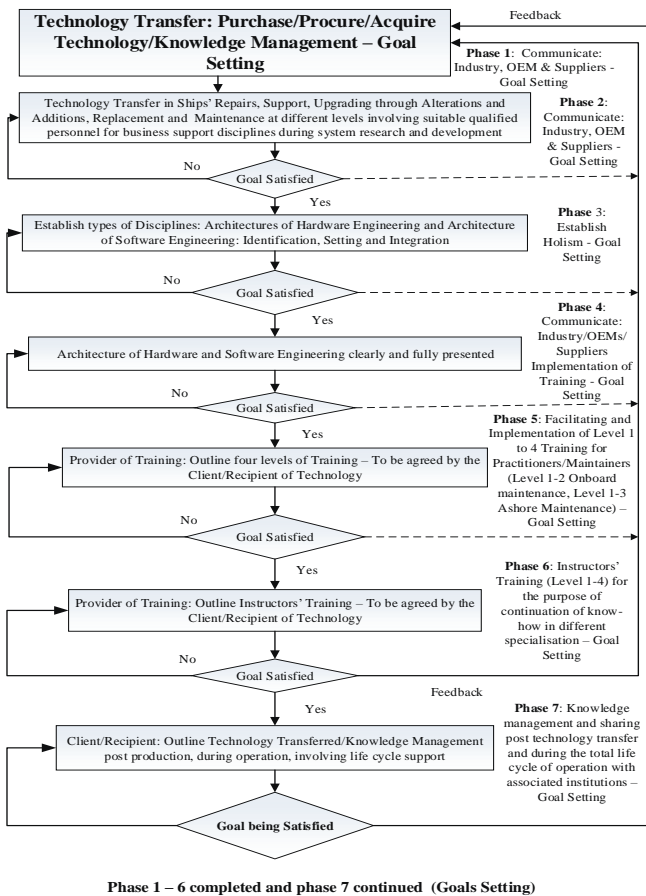 Technology Transfer: Purchase/Procure/Acquire
Technology/Knowledge Management – Goal
Setting
Feedback
Phase 1: Communicate:
Industry, OEM & Suppliers -
Goal Setting
Technology Transfer in Ships' Repairs, Support, Upgrading through Alterations and
Additions, Replacement and Maintenance at different levels involving suitable qualified
personnel for business support disciplines during system research and development
Phase 2:
Communicate:
Industry, OEM
& Suppliers -
Goal Setting
No
Goal Satisfied
Yes
Establish types of Disciplines: Architectures of Hardware Engineering and Architecture
of Software Engineering: Identification, Setting and Integration
Phase 3:
Establish
Holism - Goal
Setting
No
Goal Satisfied
Yes
Phase 4:
Communicate:
Industry/OEMs/
Suppliers
Implementation of
Training - Goal
Setting
Architecture of Hardware and Software Engineering clearly and fully presented
No
Goal Satisfied
Yes
Phase 5: Facilitating and
Implementation of Level 1
to 4 Training for
Practitioners/Maintainers
(Level 1-2 Onboard
maintenance, Level 1-3
Ashore Maintenance) –
Goal Setting
Provider of Training: Outline four levels of Training – To be agreed by the
Client/Recipient of Technology
No
Goal Satisfied
Yes
Phase 6: Instructors'
Training (Level 1-4) for
the purpose of
continuation of know-
how in different
specialisation – Goal
Setting
Provider of Training: Outline Instructors' Training – To be agreed by the
Client/Recipient of Technology
No
Goal Satisfied
Feedback
Yes
Phase 7: Knowledge
management and sharing
post technology transfer
and during the total life
cycle of operation with
associated institutions –
Goal Setting
Client/Recipient: Outline Technology Transferred/Knowledge Management
post production, during operation, involving life cycle support
Goal being Satisfied
Phase 1 – 6 completed and phase 7 continued (Goals Setting)